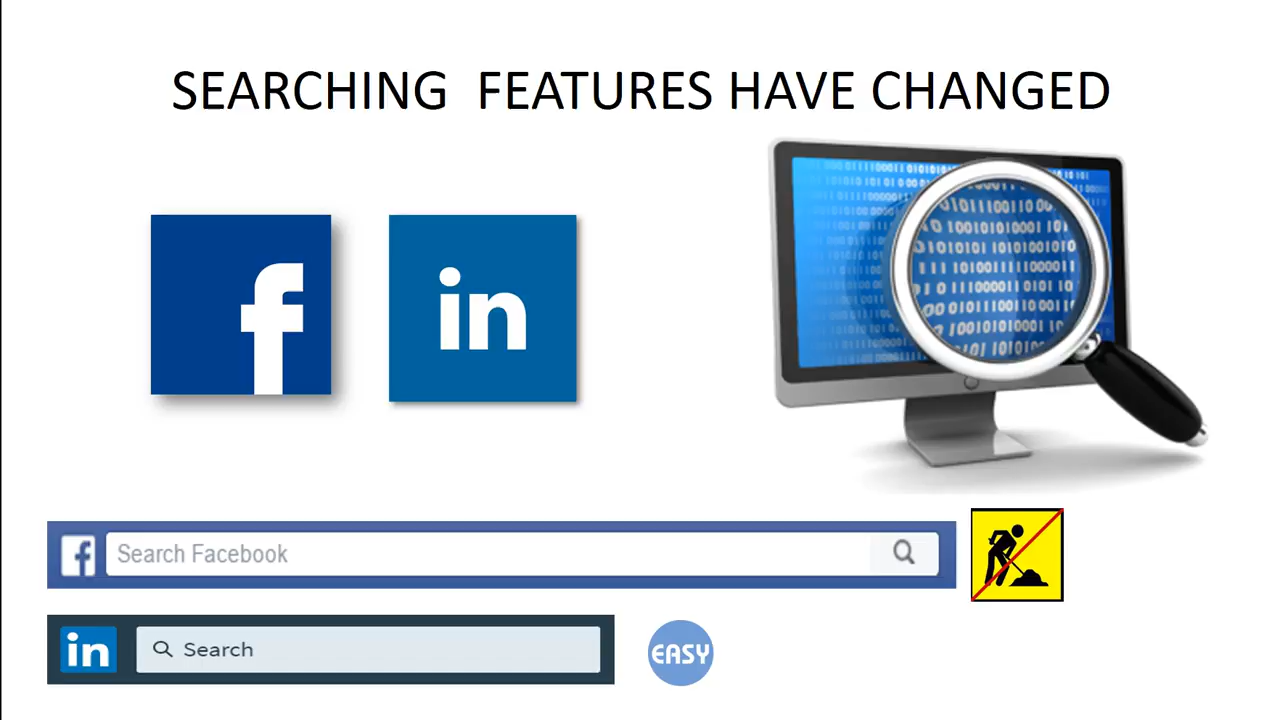 SEARCHING FEATURES HAVE CHANGED
f
in
f Search Facebook
in Search
EASY